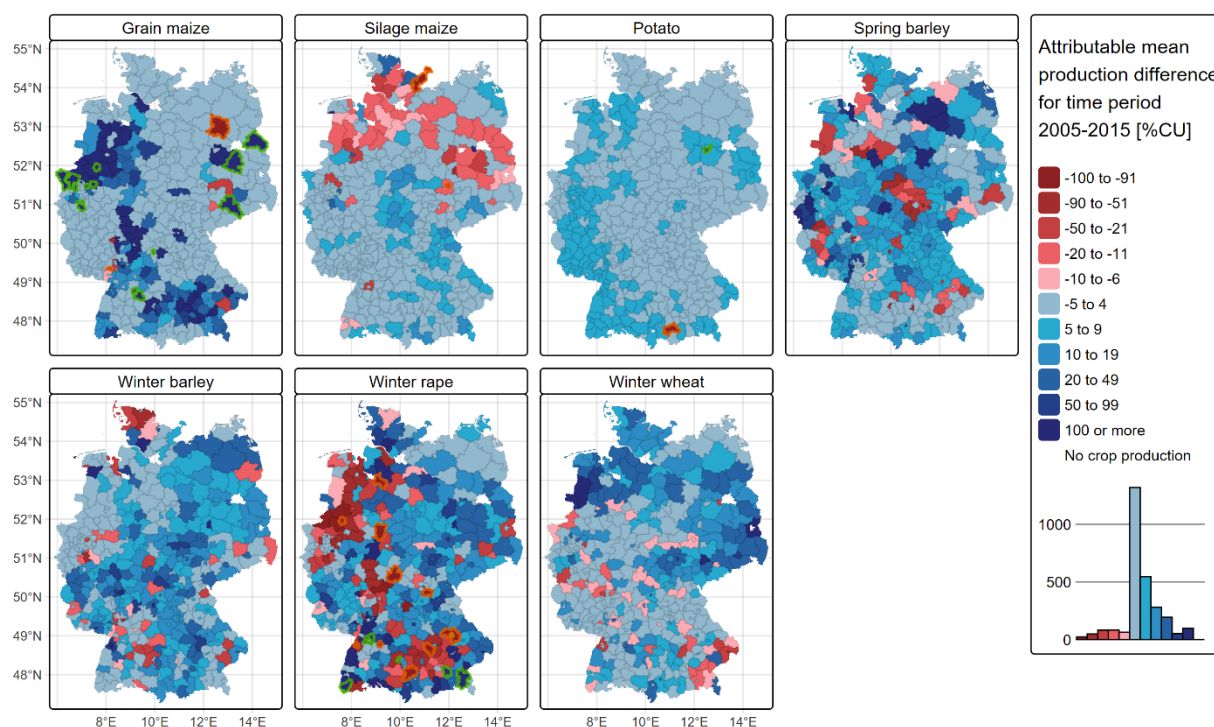 Grain maize
Silage maize
Potato
Spring barley
55°N
54°N
53°N
52°N
51°N
50°N
49°N
48°N
Winter barley
Winter rape
Winter wheat
55°N
54°N
53°N
52°N
51°N
50°N
49°N
48°N
8°E 10°E 12°E 14°E
8°E 10°E 12°E 14°E
8°E 10°E 12°E 14°E
Attributable mean
production difference
for time period
2005-2015 [%CU]
-100 to -91
-90 to -51
-50 to -21
-20 to -11
-10 to -6
-5 to 4
5 to 9
10 to 19
20 to 49
50 to 99
100 or more
No crop production
1000
500
0